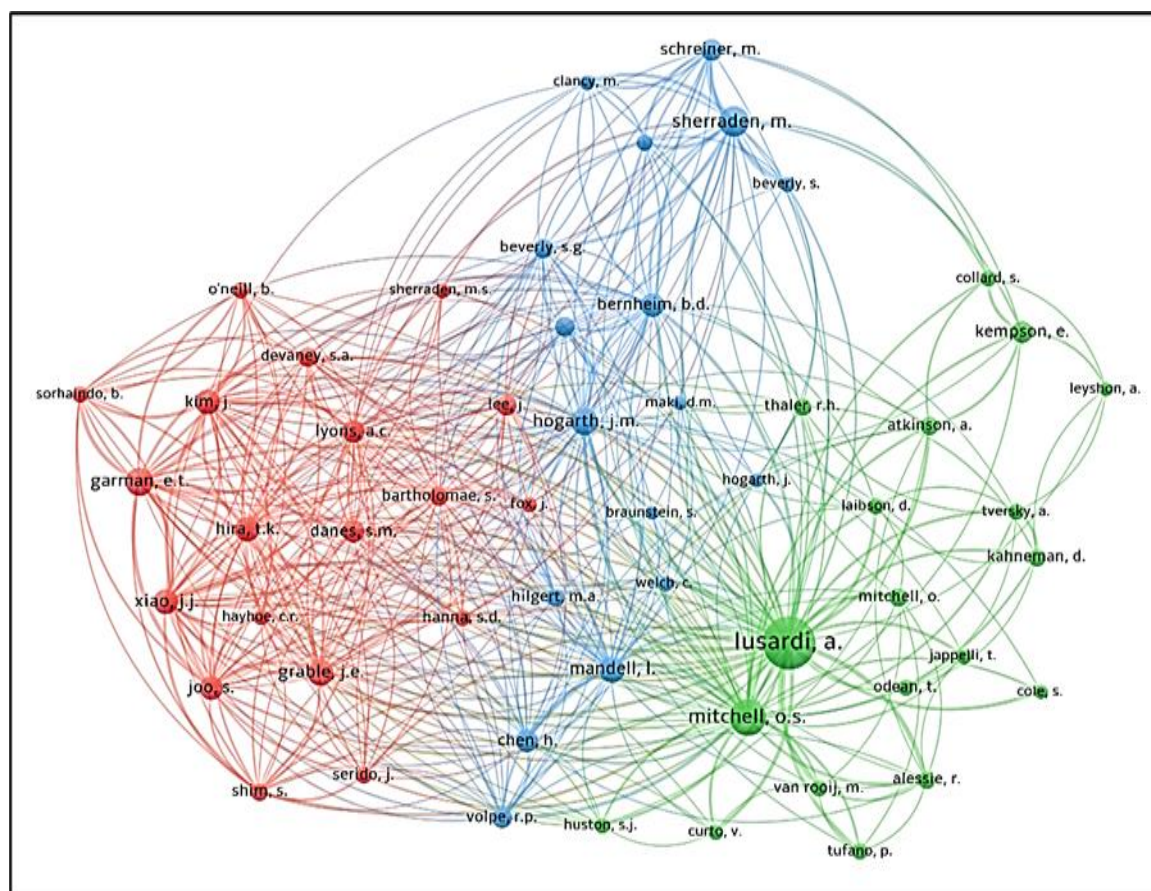 schreiner, m.
clancy, m.
sherraden, m.
beverly, s.
beverly, s.g.
collard, s.
o'neill, b.
sherraden, m.s.
bernheim, b.d.
kempson, e.
devaney, s.a.
sorhaindo, b.
leyshon, a.
kim, j.
lee, j.
maki, d.m.
thaler, r.h.
hogarth, j.m.
atkinson, a.
lyons, a.c.
garman, e.t.
hogarth, j.
bartholomae, s.
fox, j.
laibson, d.
braunstein, s.
tversky, a.
hira, t.k.
danes, s.m.
kahneman, d.
welch, c.
xiao, j.j.
hilgert, m.a.
mitchell, o.
hayhoe, c.r.
hanna, s.d.
lusardi, a.
jappelli, t.
grable, j.e.
mandell, l.
joo, s.
odean, t.
cole, s.
mitchell, o.s.
chen, h.
serido, j.
alessie, r.
shim, s.
van rooij, m.
volpe, r.p.
huston, s.j.
curto, v.
tufano, p.